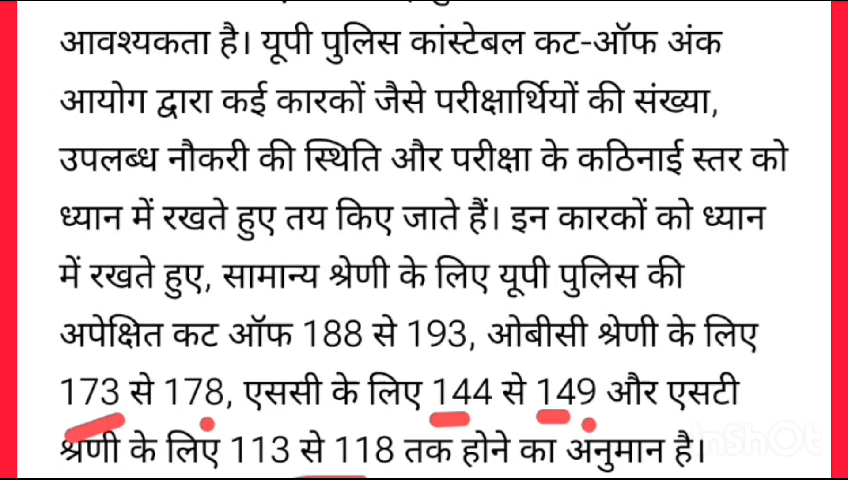 आवश्यकता है। यूपी पुलिस कांस्टेबल कट-ऑफ अंक
आयोग द्वारा कई कारकों जैसे परीक्षार्थियों की संख्या,
उपलब्ध नौकरी की स्थिति और परीक्षा के कठिनाई स्तर को
ध्यान में रखते हुए तय किए जाते हैं। इन कारकों को ध्यान
में रखते हुए, सामान्य श्रेणी के लिए यूपी पुलिस की
अपेक्षित कट ऑफ 188 से 193, ओबीसी श्रेणी के लिए
173 से 178, एससी के लिए 144 से 149 और एसटी
श्रेणी के लिए 113 से 118 तक होने का अनुमान है।
InShOt